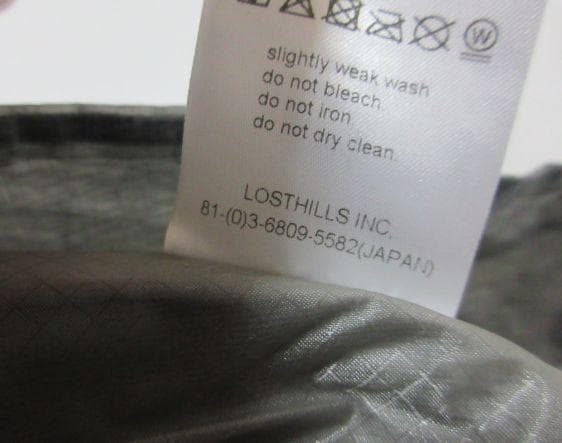 W
slightly weak wash
do not bleach
do not iron
do not dry clean
LOSTHILLS INC.
81-(0)3-6809-5582(JAPAN)